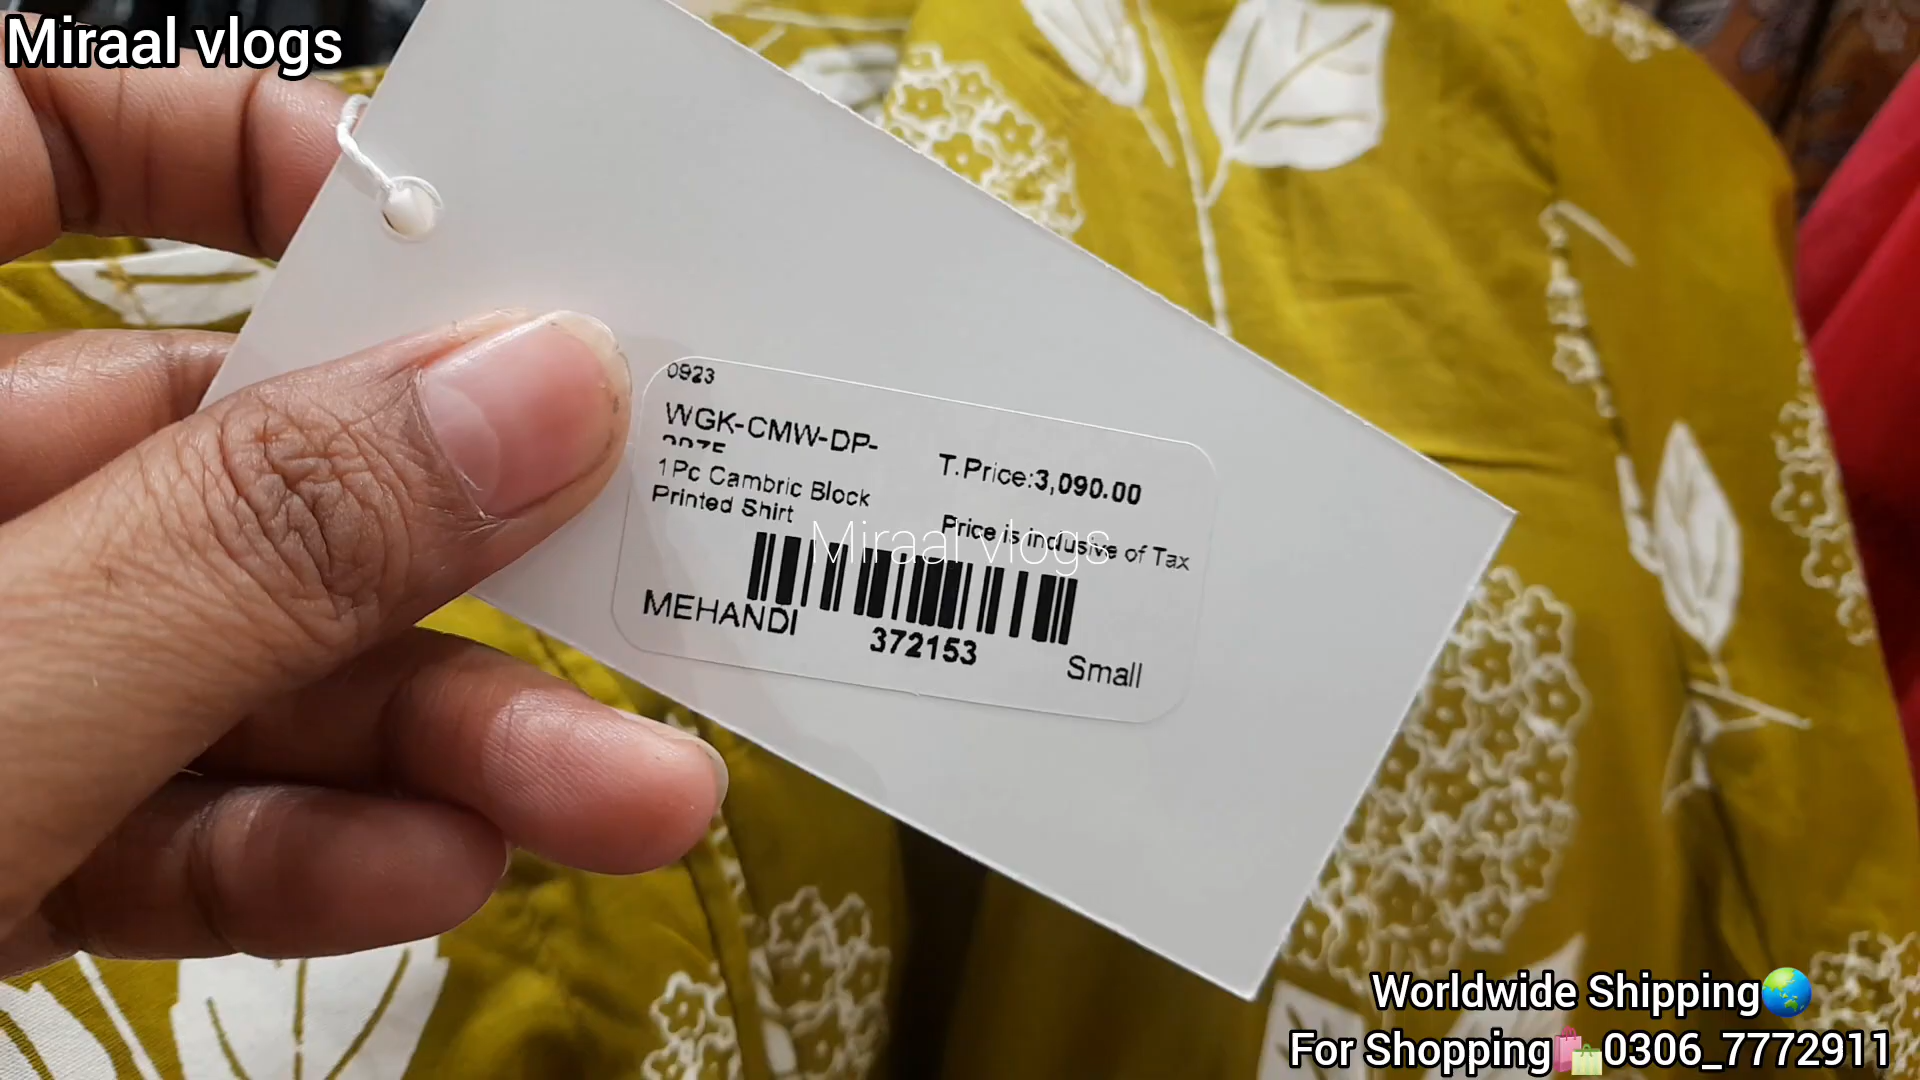 Miraal vlogs
0923
WGK-CMW-DP-
1Pc Cambric Block
Printed Shirt
T.Price:3,090.00
Price is inclusive of Tax
Miraal vlogs
MEHANDI
372153
Small
Worldwide Shipping🌏
For Shopping🛍️0306_7772911